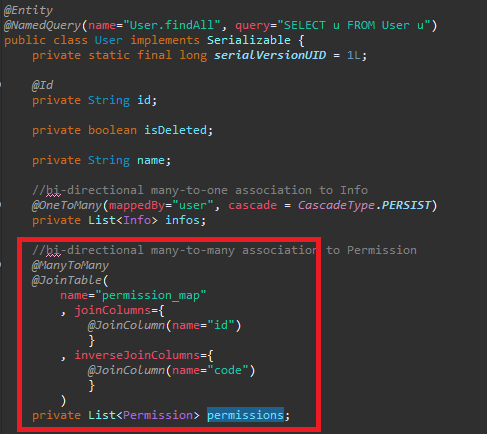 @Entity
@NamedQuery(name="User.findAll", query="SELECT u FROM User u")
public class User implements Serializable {
private static final long serialVersionUID = 1L;
@Id
private String id;
private boolean isDeleted;
private String name;
//bi-directional many-to-one association to Info
@OneToMany(mappedBy="user", cascade = CascadeType.PERSIST)
private List<Info> infos;
//bi-directional many-to-many association to Permission
@ManyToMany
@JoinTable(
name="permission_map"
, joinColumns={
@JoinColumn(name="id")
}
, inverseJoinColumns={
@JoinColumn(name="code")
}
)
private List<Permission> permissions;